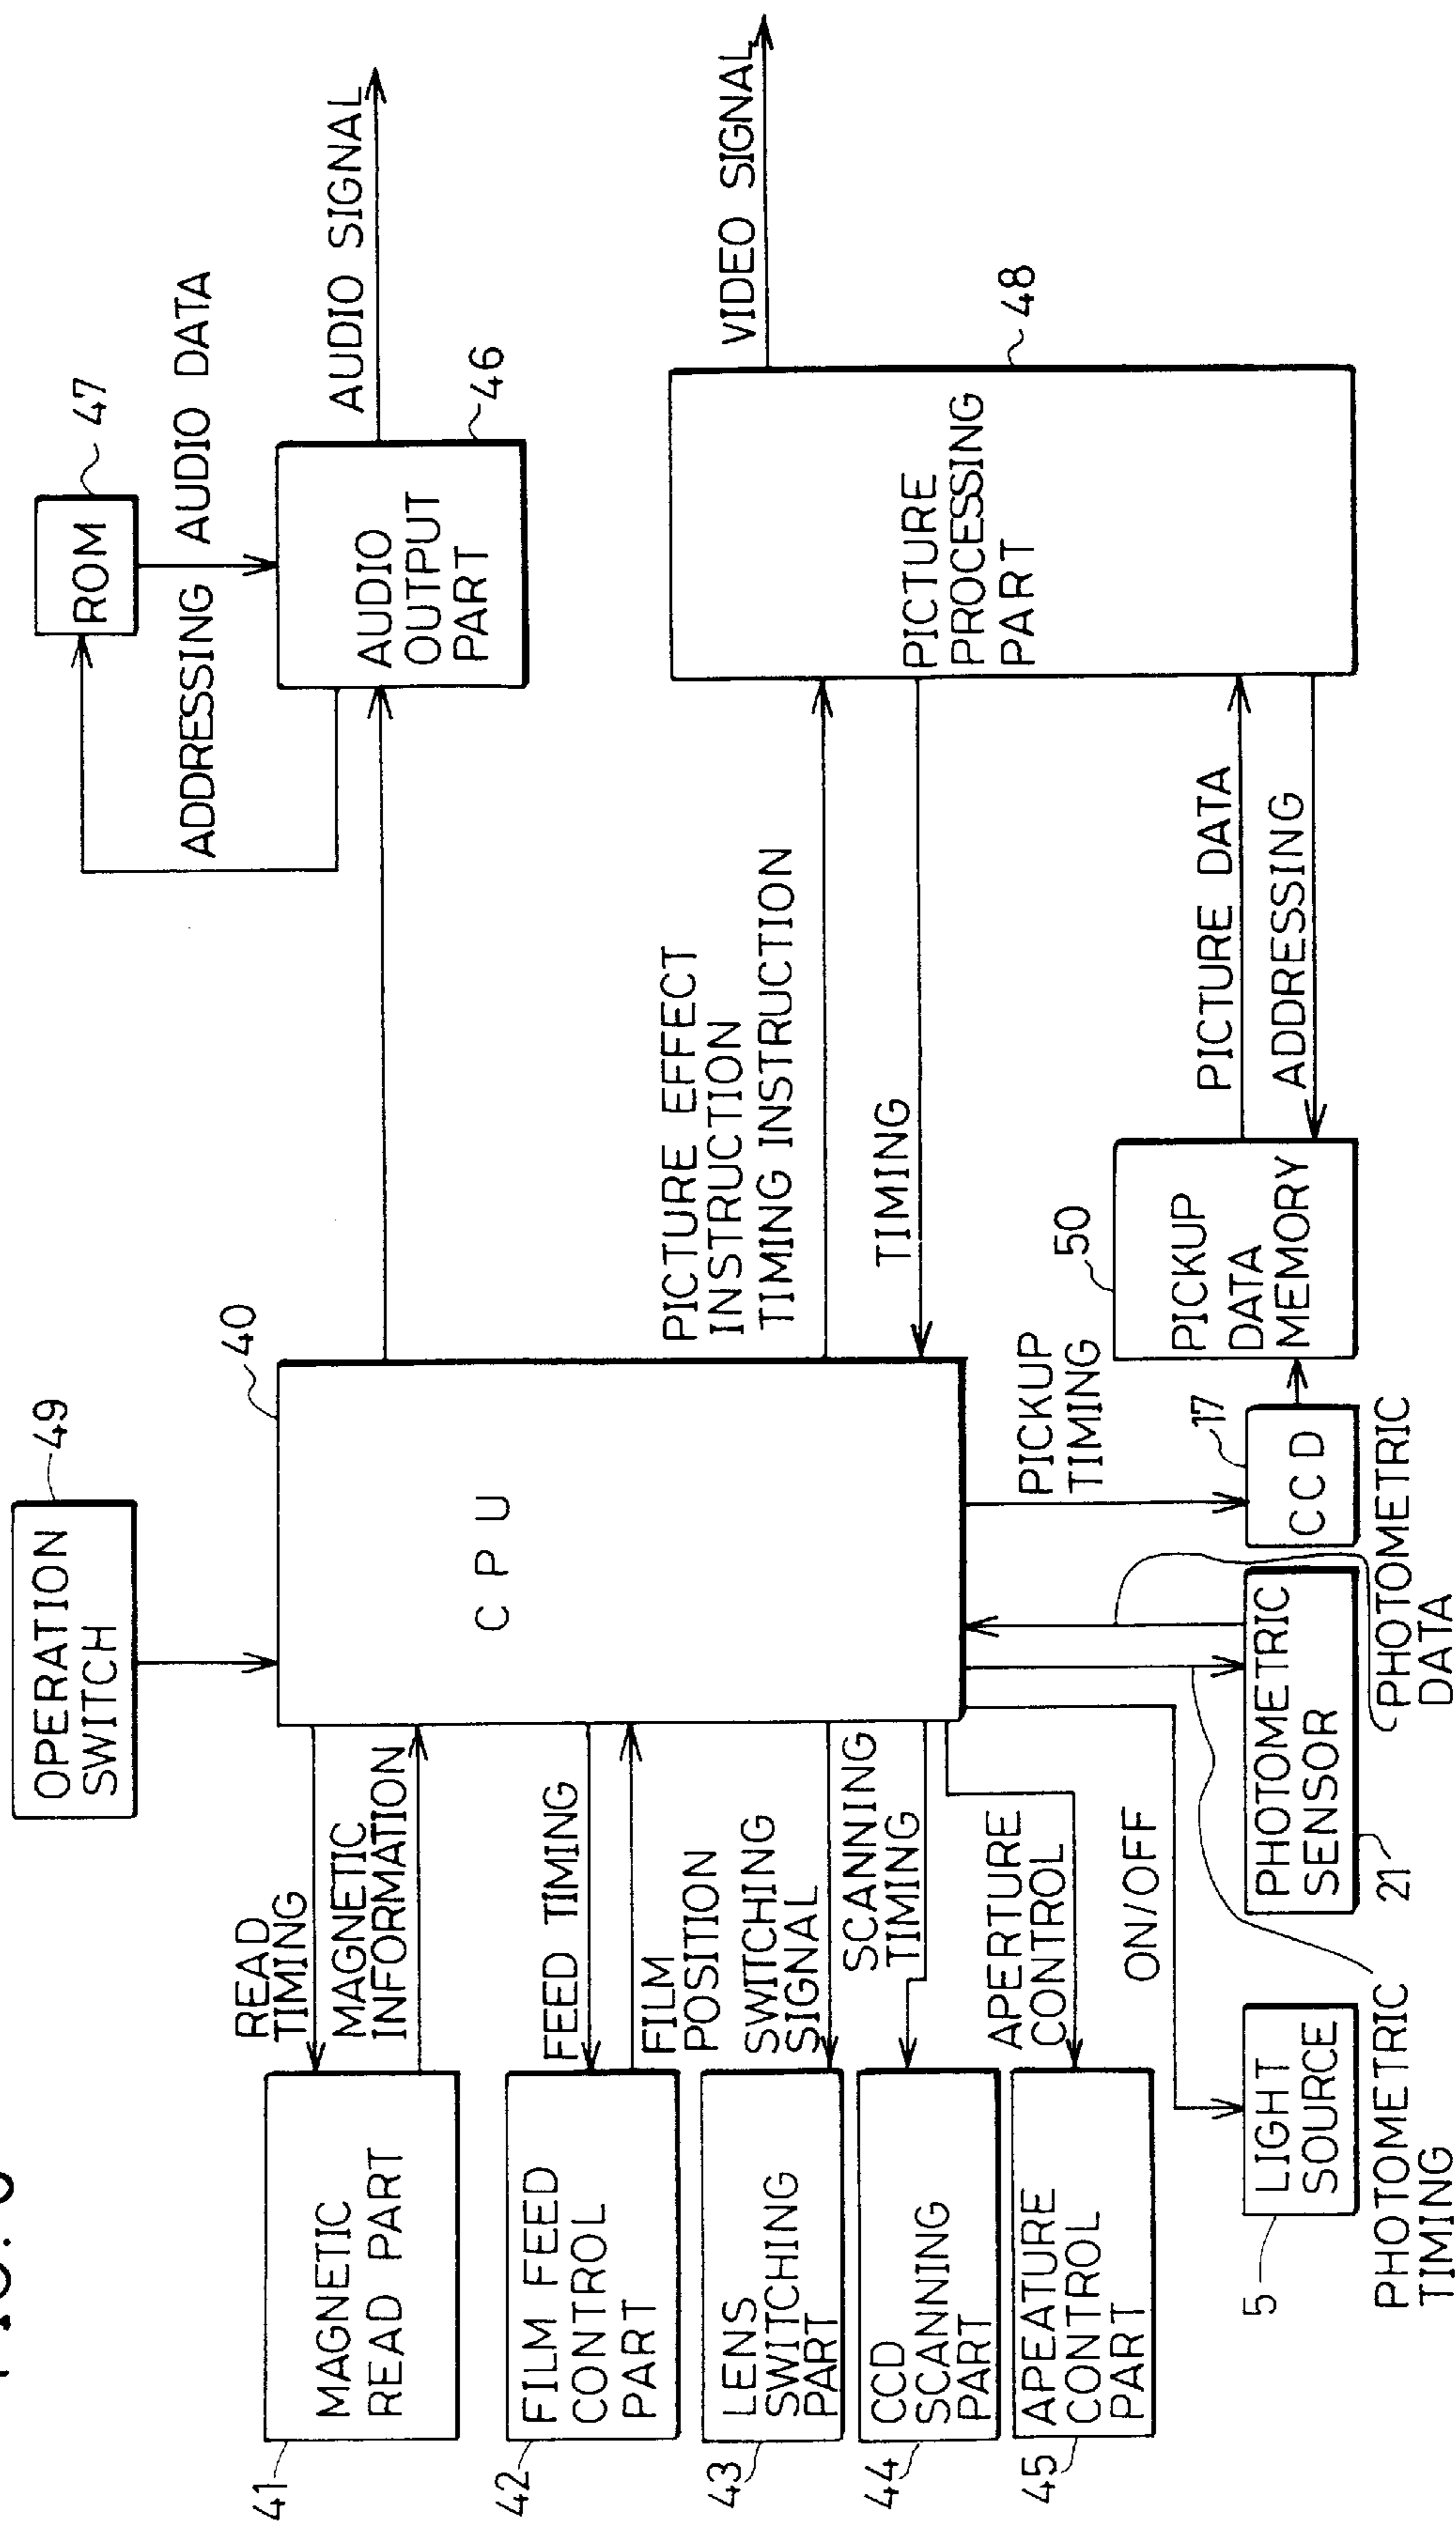 OPERATION
SWITCH
49
ROM
47
ADDRESSING
AUDIO DATA
READ
TIMING
MAGNETIC
INFORMATION
40
AUDIO
OUTPUT
PART
46
AUDIO SIGNAL
41
MAGNETIC
READ PART
CPU
42
FILM FEED
CONTROL
PART
FEED TIMING
FILM
POSITION
43
LENS
SWITCHING
PART
SWITCHING
SIGNAL
PICTURE EFFECT
INSTRUCTION
TIMING INSTRUCTION
VIDEO SIGNAL
44
CCD
SCANNING
PART
SCANNING
TIMING
TIMING
PICTURE
PROCESSING
PART
48
45
APEATURE
CONTROL
PART
APERTURE
CONTROL
PICKUP
TIMING
50
PICKUP
DATA
MEMORY
PICTURE DATA
ADDRESSING
ON/OFF
5
LIGHT
SOURCE
PHOTOMETRIC
SENSOR
21
17
CCD
PHOTOMETRIC
TIMING
PHOTOMETRIC
DATA